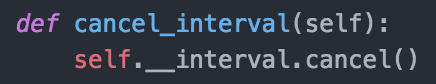 def cancel_interval(self):
    self.__interval.cancel()